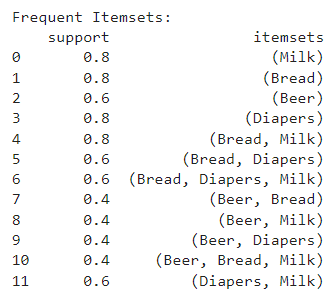 Frequent Itemsets:
support itemsets
0 0.8 (Milk)
1 0.8 (Bread)
2 0.6 (Beer)
3 0.8 (Diapers)
4 0.8 (Bread, Milk)
5 0.6 (Bread, Diapers)
6 0.6 (Bread, Diapers, Milk)
7 0.4 (Beer, Bread)
8 0.4 (Beer, Milk)
9 0.4 (Beer, Diapers)
10 0.4 (Beer, Bread, Milk)
11 0.6 (Diapers, Milk)